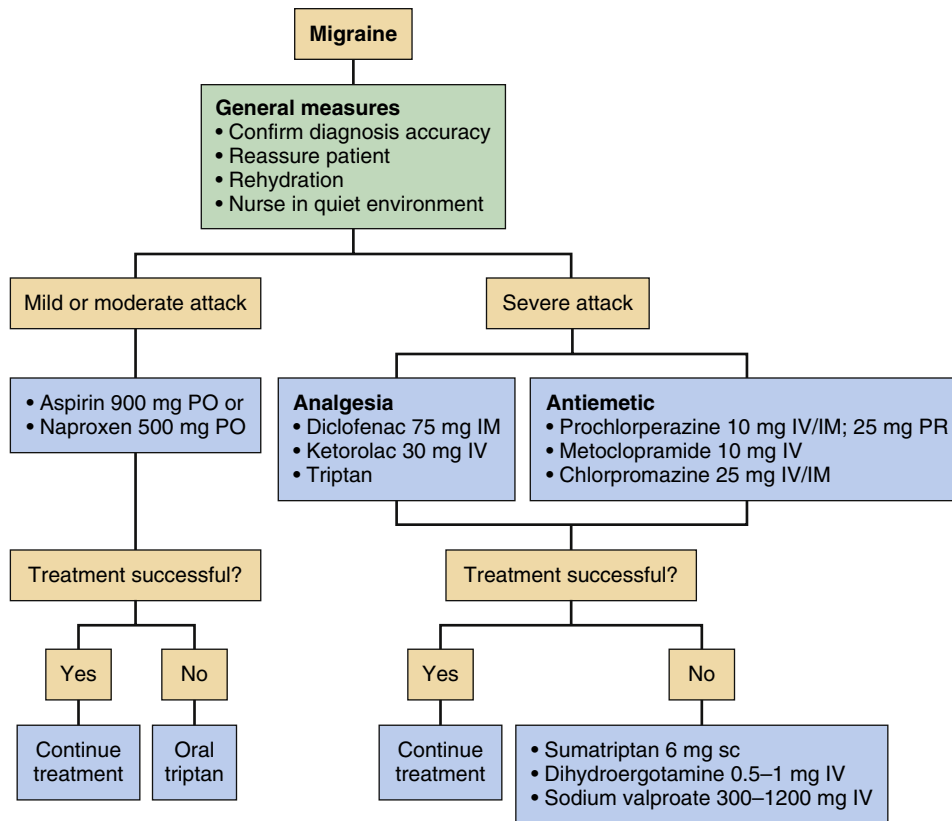 Migraine
General measures
• Confirm diagnosis accuracy
• Reassure patient
• Rehydration
• Nurse in quiet environment
Mild or moderate attack
Severe attack
• Aspirin 900 mg PO or
• Naproxen 500 mg PO
Analgesia
• Diclofenac 75 mg IM
• Ketorolac 30 mg IV
• Triptan
Antiemetic
• Prochlorperazine 10 mg IV/IM; 25 mg PR
• Metoclopramide 10 mg IV
• Chlorpromazine 25 mg IV/IM
Treatment successful?
Treatment successful?
Yes
No
Yes
No
Continue
treatment
Oral
triptan
Continue
treatment
• Sumatriptan 6 mg sc
• Dihydroergotamine 0.5–1 mg IV
• Sodium valproate 300–1200 mg IV